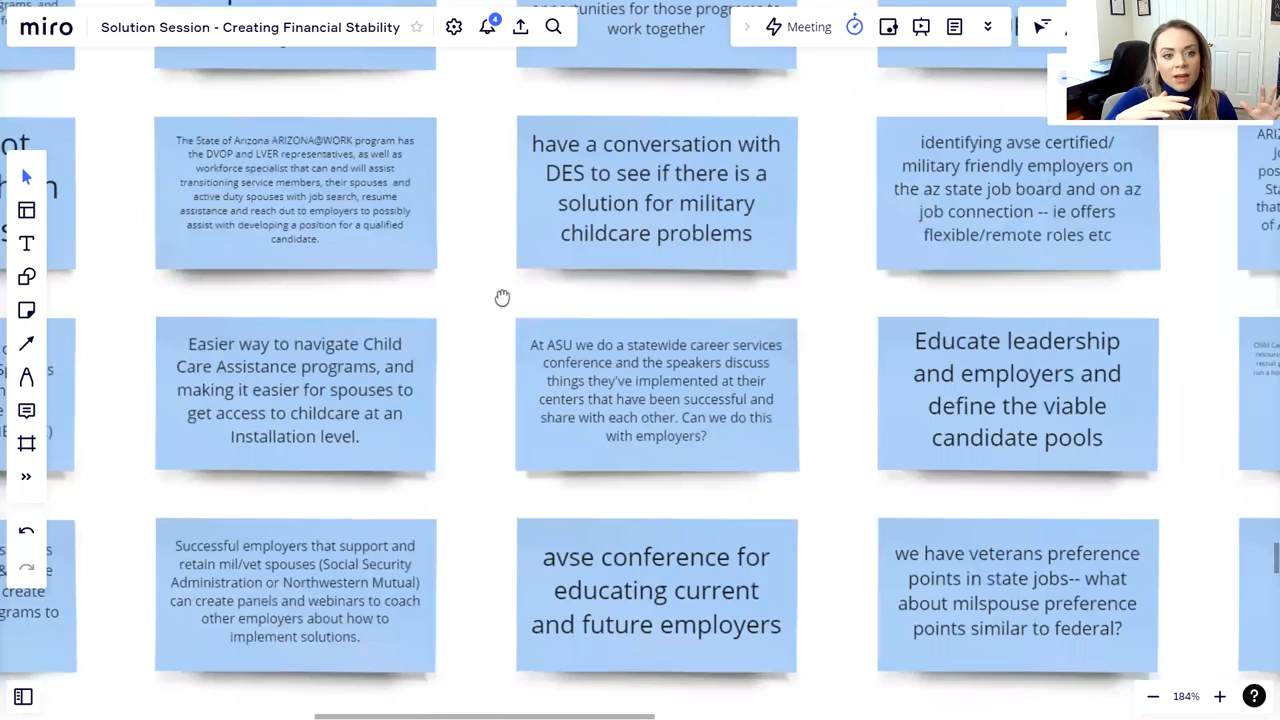 miro
Solution Session - Creating Financial Stability
4
Meeting
opportunities for those programs to
work together
ot
The State of Arizona ARIZONA@WORK program has
the DVOP and LVER representatives, as well as
workforce specialist that can and will assist
transitioning service members, their spouses and
active duty spouses with job search, resume
assistance and reach out to employers to possibly
assist with developing a position for a qualified
candidate.
have a conversation with
DES to see if there is a
solution for military
childcare problems
identifying avse certified/
military friendly employers on
the az state job board and on az
job connection -- ie offers
flexible/remote roles etc
Easier way to navigate Child
Care Assistance programs, and
making it easier for spouses to
get access to childcare at an
Installation level.
At ASU we do a statewide career services
conference and the speakers discuss
things they've implemented at their
centers that have been successful and
share with each other. Can we do this
with employers?
Educate leadership
and employers and
define the viable
candidate pools
create
grams to
Successful employers that support and
retain mil/vet spouses (Social Security
Administration or Northwestern Mutual)
can create panels and webinars to coach
other employers about how to
implement solutions.
avse conference for
educating current
and future employers
we have veterans preference
points in state jobs-- what
about milspouse preference
points similar to federal?
184%